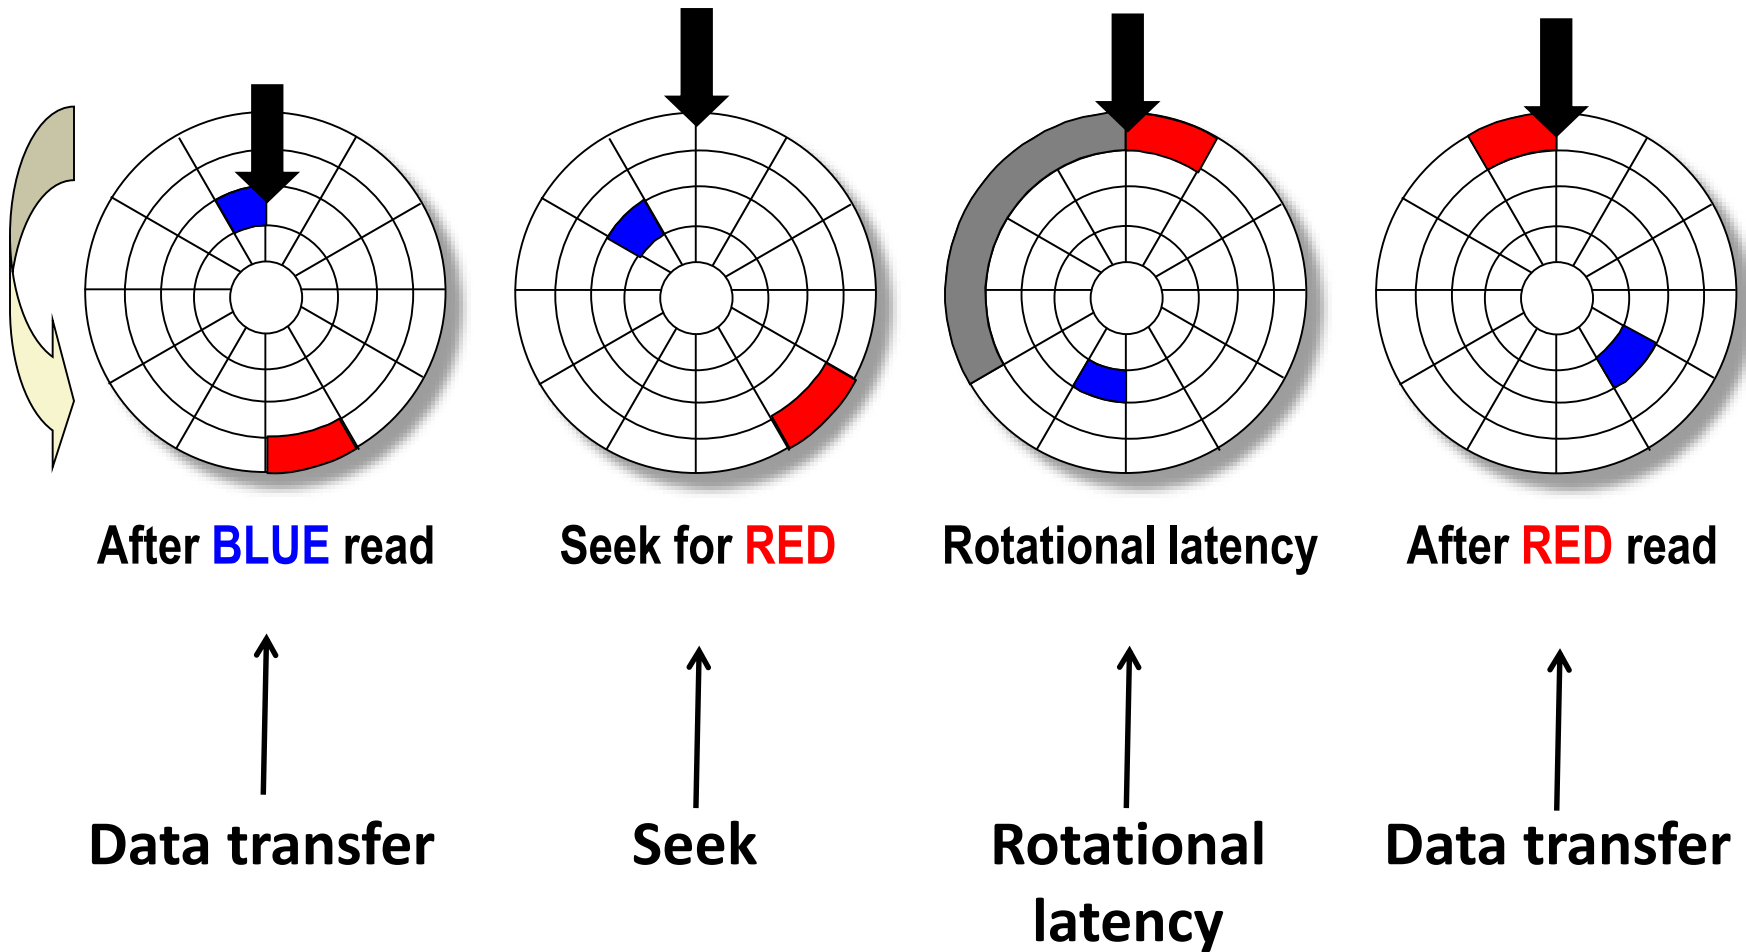 After BLUE read
Seek for RED
Rotational latency
After RED read
Data transfer
Seek
Rotational
latency
Data transfer